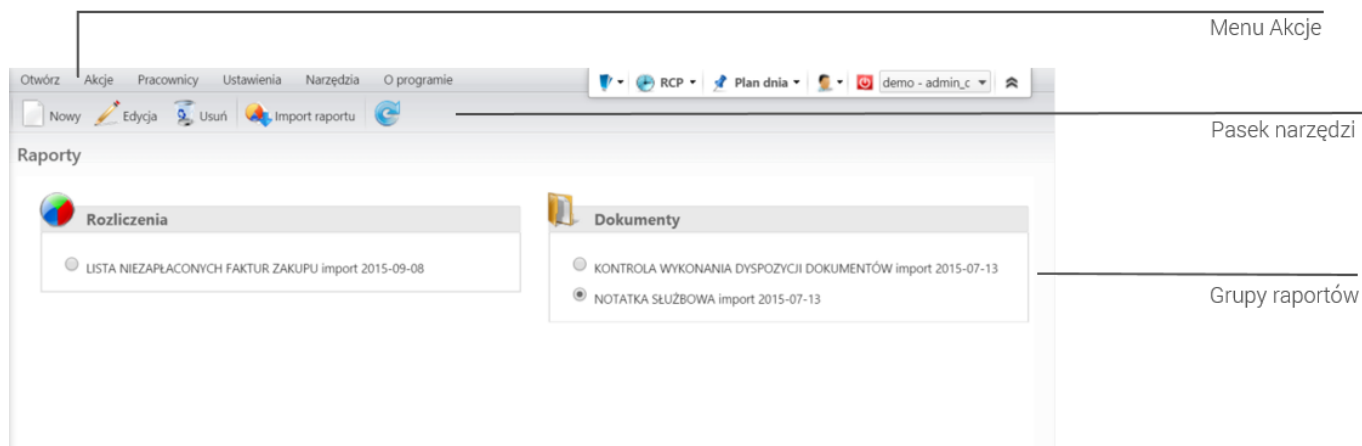 Menu Akcje
Otwórz Akcje Pracownicy Ustawienia Narzędzia O programie RCP Plan dnia demo - admin_c
Nowy Edycja Usuń Import raportu
Pasek narzędzi
Raporty
Rozliczenia
LISTA NIEZAPŁACONYCH FAKTUR ZAKUPU import 2015-09-08
Dokumenty
KONTROLA WYKONANIA DYSPOZYCJI DOKUMENTÓW import 2015-07-13
NOTATKA SŁUŻBOWA import 2015-07-13
Grupy raportów